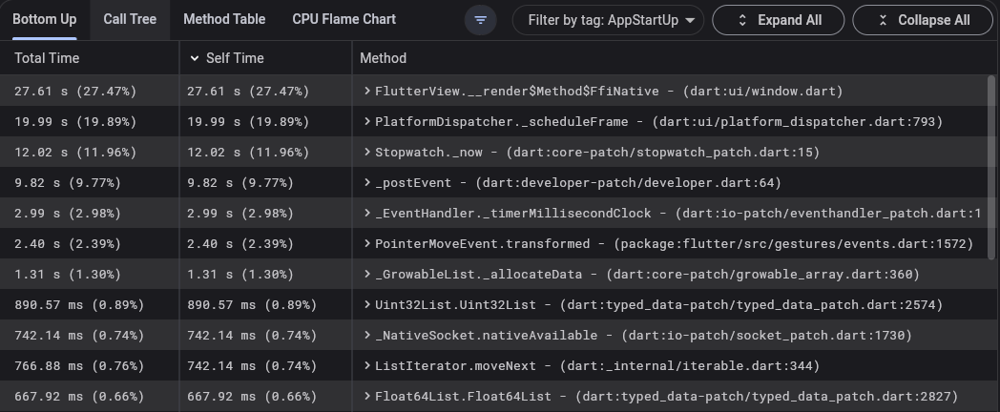 Bottom Up Call Tree Method Table CPU Flame Chart Filter by tag: AppStartUp Expand All Collapse All
Total Time Self Time Method
27.61 s (27.47%) 27.61 s (27.47%) FlutterView.__render$Method$FfiNative - (dart:ui/window.dart)
19.99 s (19.89%) 19.99 s (19.89%) PlatformDispatcher._scheduleFrame - (dart:ui/platform_dispatcher.dart:793)
12.02 s (11.96%) 12.02 s (11.96%) Stopwatch._now - (dart:core-patch/stopwatch_patch.dart:15)
9.82 s (9.77%) 9.82 s (9.77%) _postEvent - (dart:developer-patch/developer.dart:64)
2.99 s (2.98%) 2.99 s (2.98%) _EventHandler._timerMillisecondClock - (dart:io-patch/eventhandler_patch.dart:1
2.40 s (2.39%) 2.40 s (2.39%) PointerMoveEvent.transformed - (package:flutter/src/gestures/events.dart:1572)
1.31 s (1.30%) 1.31 s (1.30%) _GrowableList._allocateData - (dart:core-patch/growable_array.dart:360)
890.57 ms (0.89%) 890.57 ms (0.89%) Uint32List.Uint32List - (dart:typed_data-patch/typed_data_patch.dart:2574)
742.14 ms (0.74%) 742.14 ms (0.74%) _NativeSocket.nativeAvailable - (dart:io-patch/socket_patch.dart:1730)
766.88 ms (0.76%) 742.14 ms (0.74%) ListIterator.moveNext - (dart:_internal/iterable.dart:344)
667.92 ms (0.66%) 667.92 ms (0.66%) Float64List.Float64List - (dart:typed_data-patch/typed_data_patch.dart:2827)